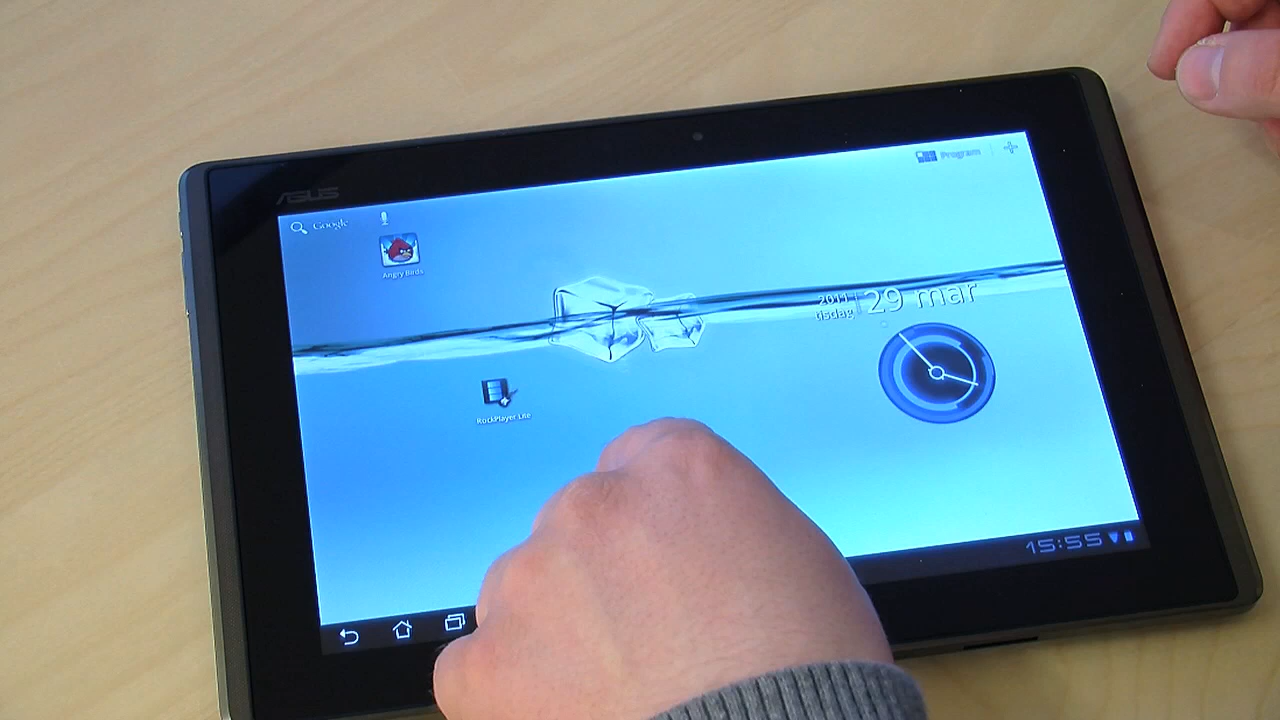 ASUS
Program
Google
Angry Birds
2011
tisdag
29 mar
RockPlayer Lite
15:55